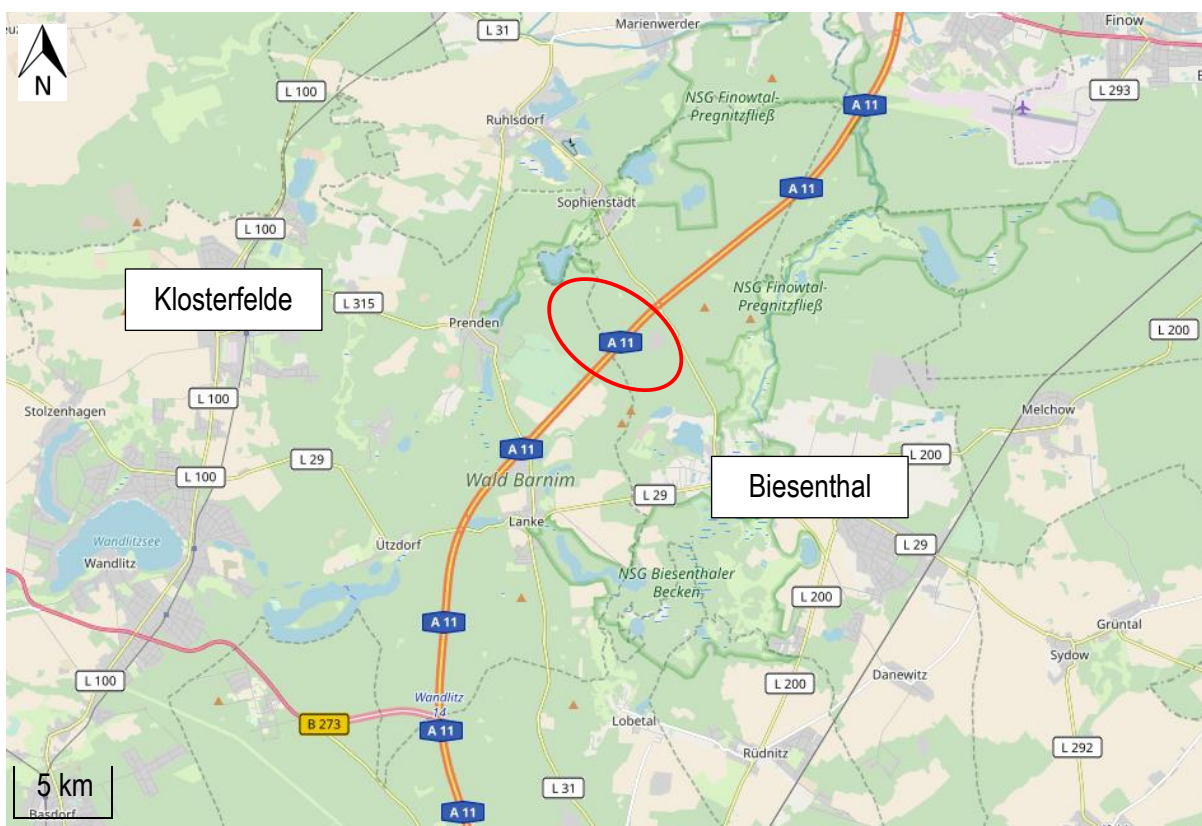 Marienwerder
Finow
L 31
N
L 100
NSG Finowtal-
Pregnitzfließ
A 11
L 293
Ruhlsdorf
A 11
Sophienstädt
L 100
Klosterfelde
L 315
NSG Finowtal-
Pregnitzfließ
Prenden
A 11
L 200
L 100
Stolzenhagen
Melchow
A 11
L 29
L 200
L 100
Wald Barnim
Biesenthal
L 29
Lanke
Wandlitzsee
Ützdorf
L 29
Wandlitz
NSG Biesenthaler
Becken
L 200
A 11
Grüntal
Sydow
L 100
Danewitz
L 200
Wandlitz
14
B 273
A 11
Lobetal
Rüdnitz
L 292
5 km
L 31
Basdorf
A 11